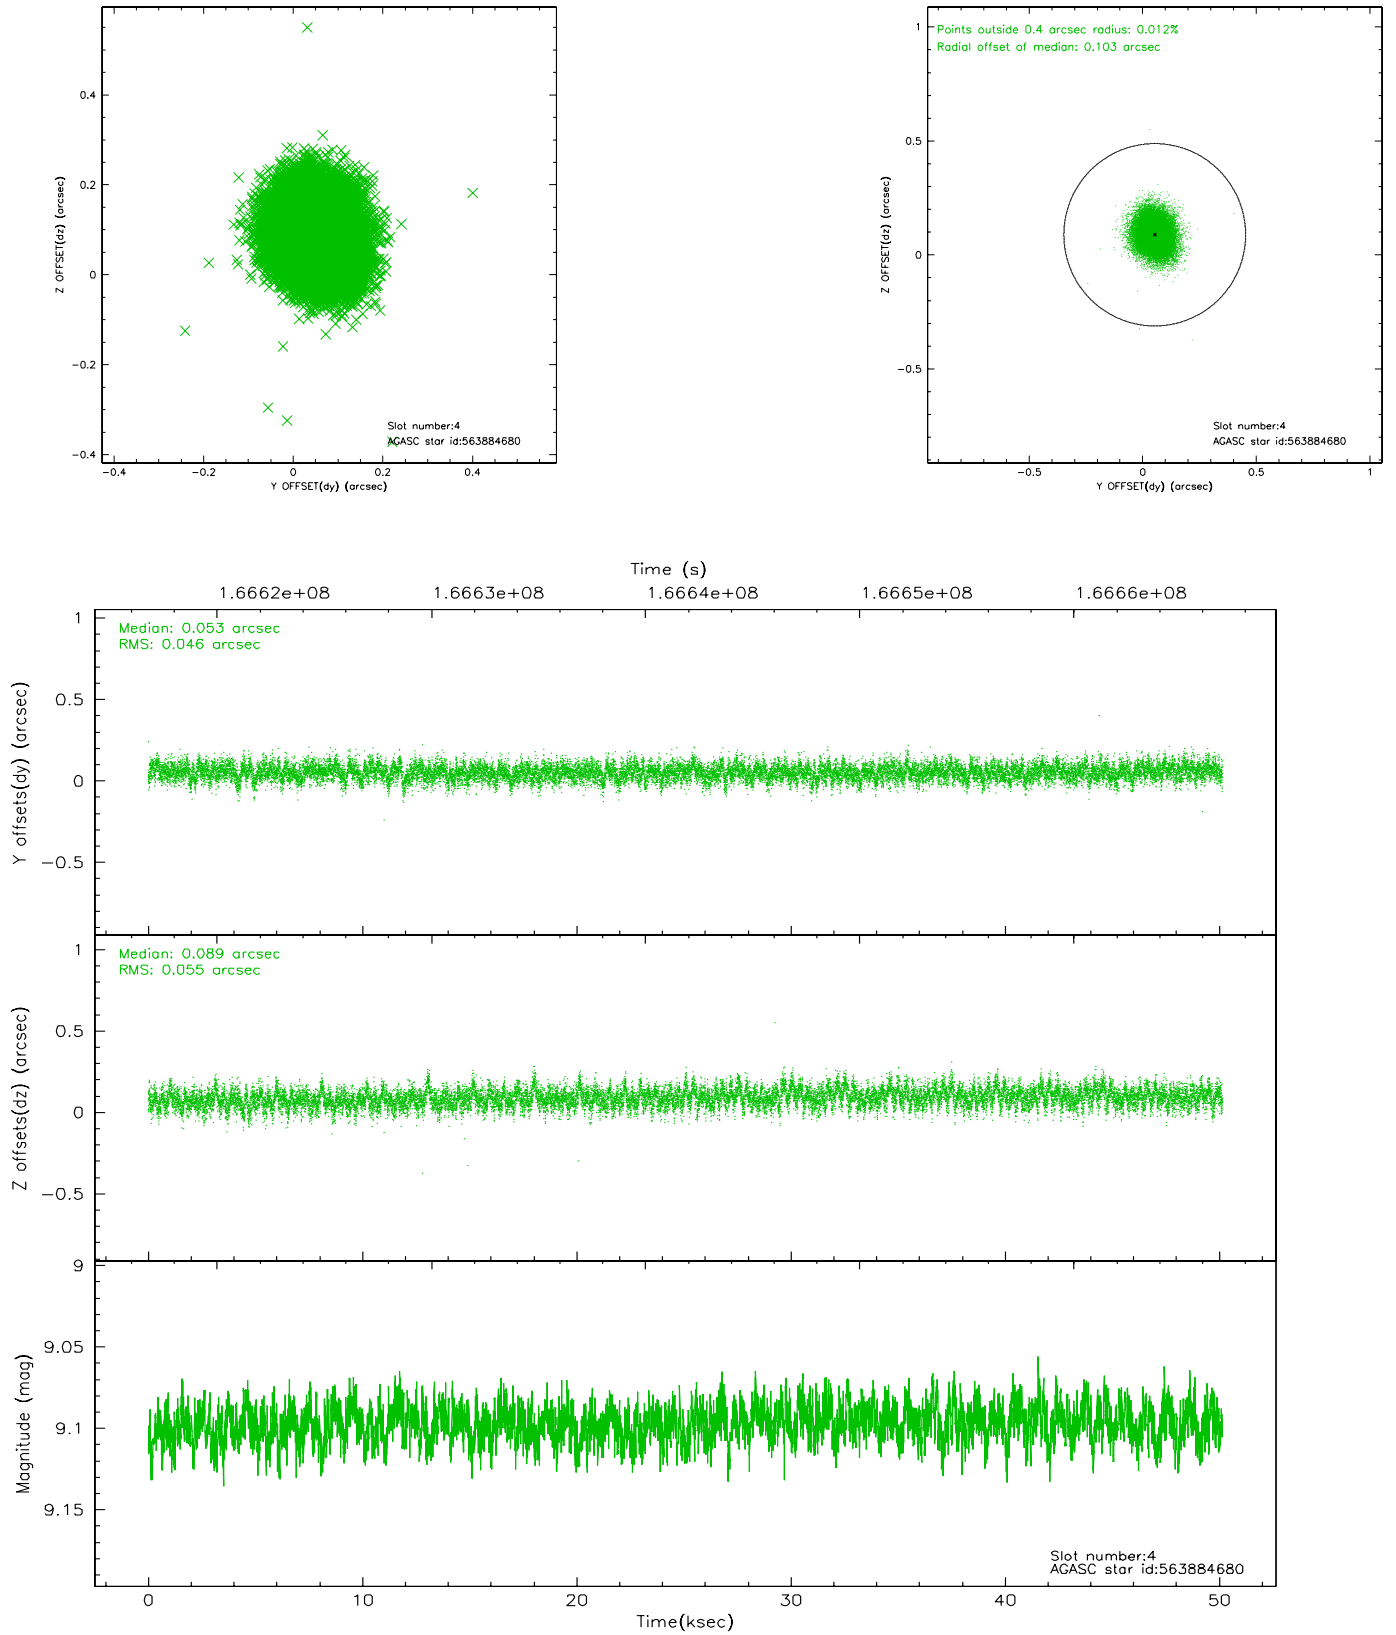 0.4
0.2
0
−0.2
−0.4
Z OFFSET(dz) (arcsec)
−0.4 −0.2 0 0.2 0.4
Y OFFSET(dy) (arcsec)
Slot number:4
AGASC star id:563884680
Points outside 0.4 arcsec radius: 0.012%
Radial offset of median: 0.103 arcsec
1
0.5
0
−0.5
Z OFFSET(dz) (arcsec)
−0.5 0 0.5 1
Y OFFSET(dy) (arcsec)
Slot number:4
AGASC star id:563884680
Time (s)
1.6662e+08 1.6663e+08 1.6664e+08 1.6665e+08 1.6666e+08
Median: 0.053 arcsec
RMS: 0.046 arcsec
1
0.5
0
−0.5
Y offsets(dy) (arcsec)
Median: 0.089 arcsec
RMS: 0.055 arcsec
1
0.5
0
−0.5
Z offsets(dz) (arcsec)
9
9.05
9.1
9.15
Magnitude (mag)
Slot number:4
AGASC star id:563884680
0 10 20 30 40 50
Time(ksec)